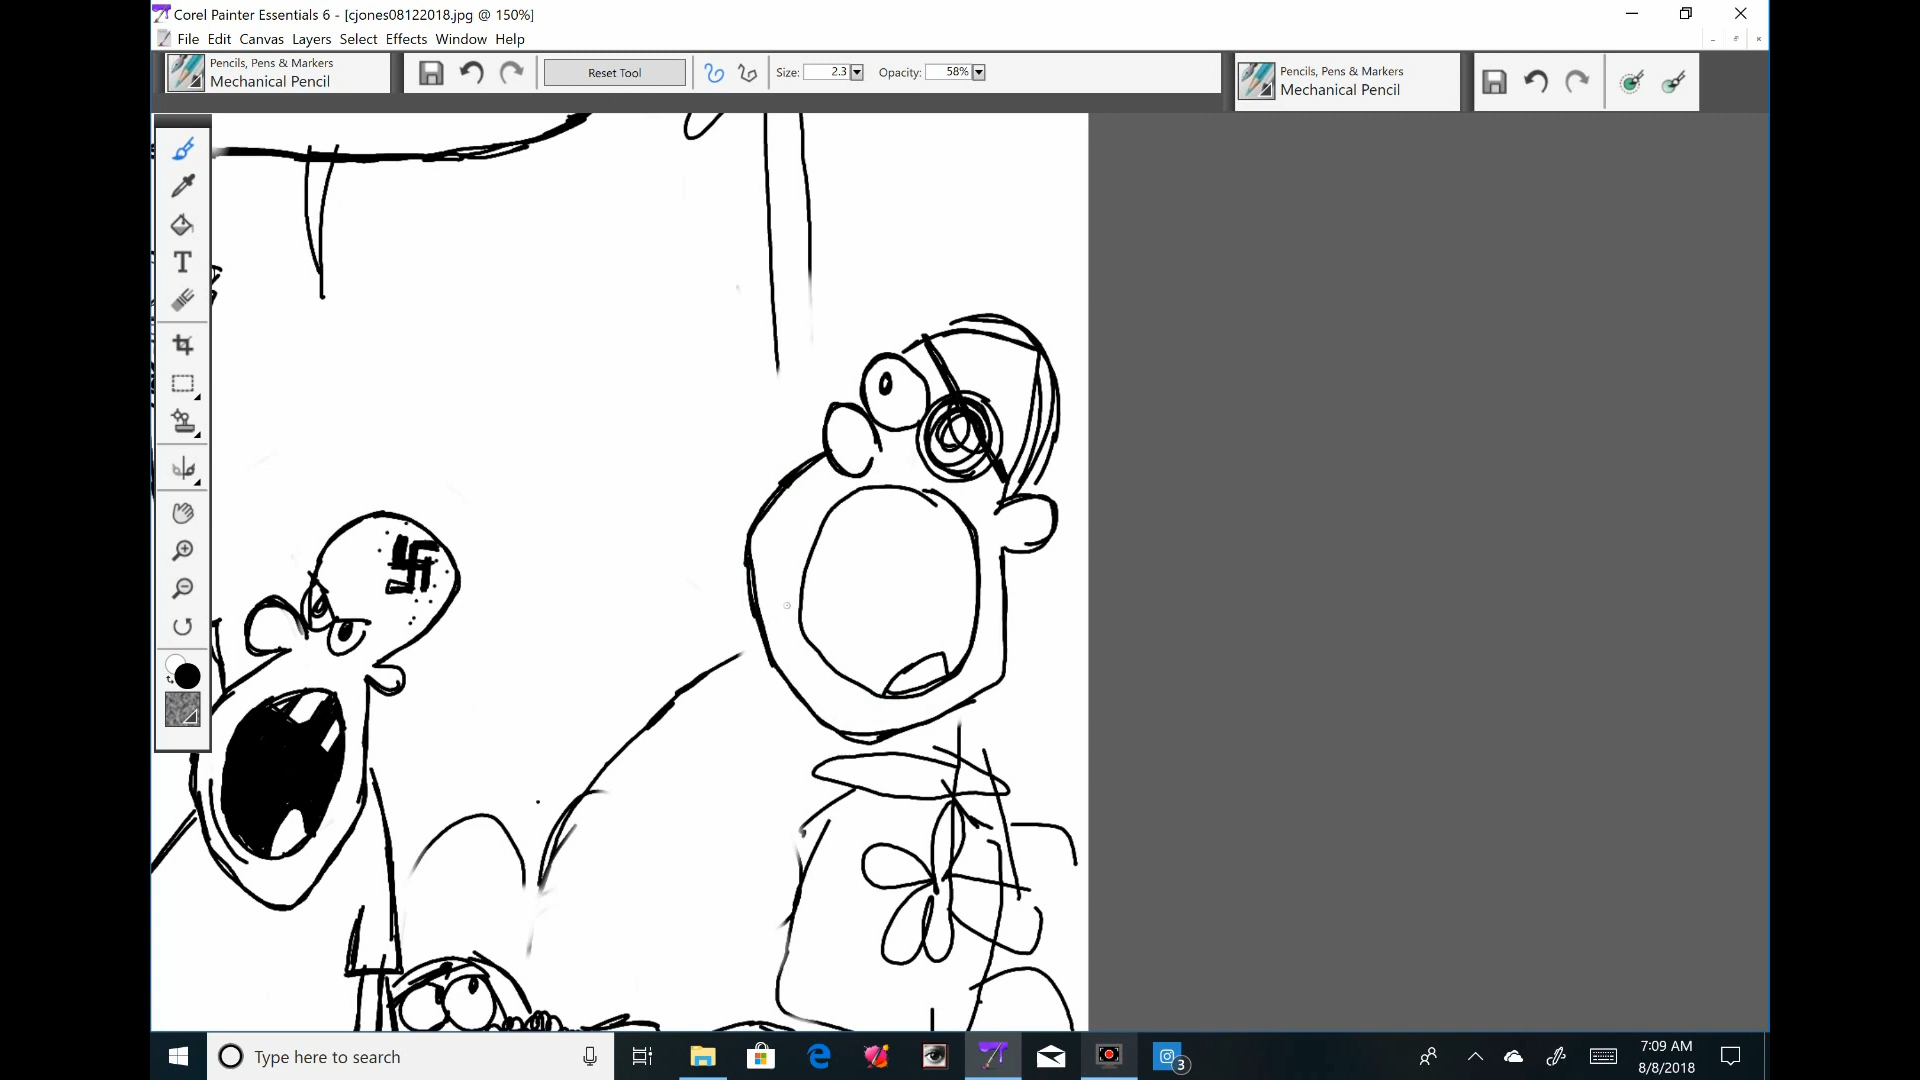 Corel Painter Essentials 6 - [cjones08122018.jpg @ 150%]
File Edit Canvas Layers Select Effects Window Help
Pencils, Pens & Markers
Mechanical Pencil
Reset Tool
Size: 2.3
Opacity: 58%
Pencils, Pens & Markers
Mechanical Pencil
T
Type here to search
3
7:09 AM
8/8/2018